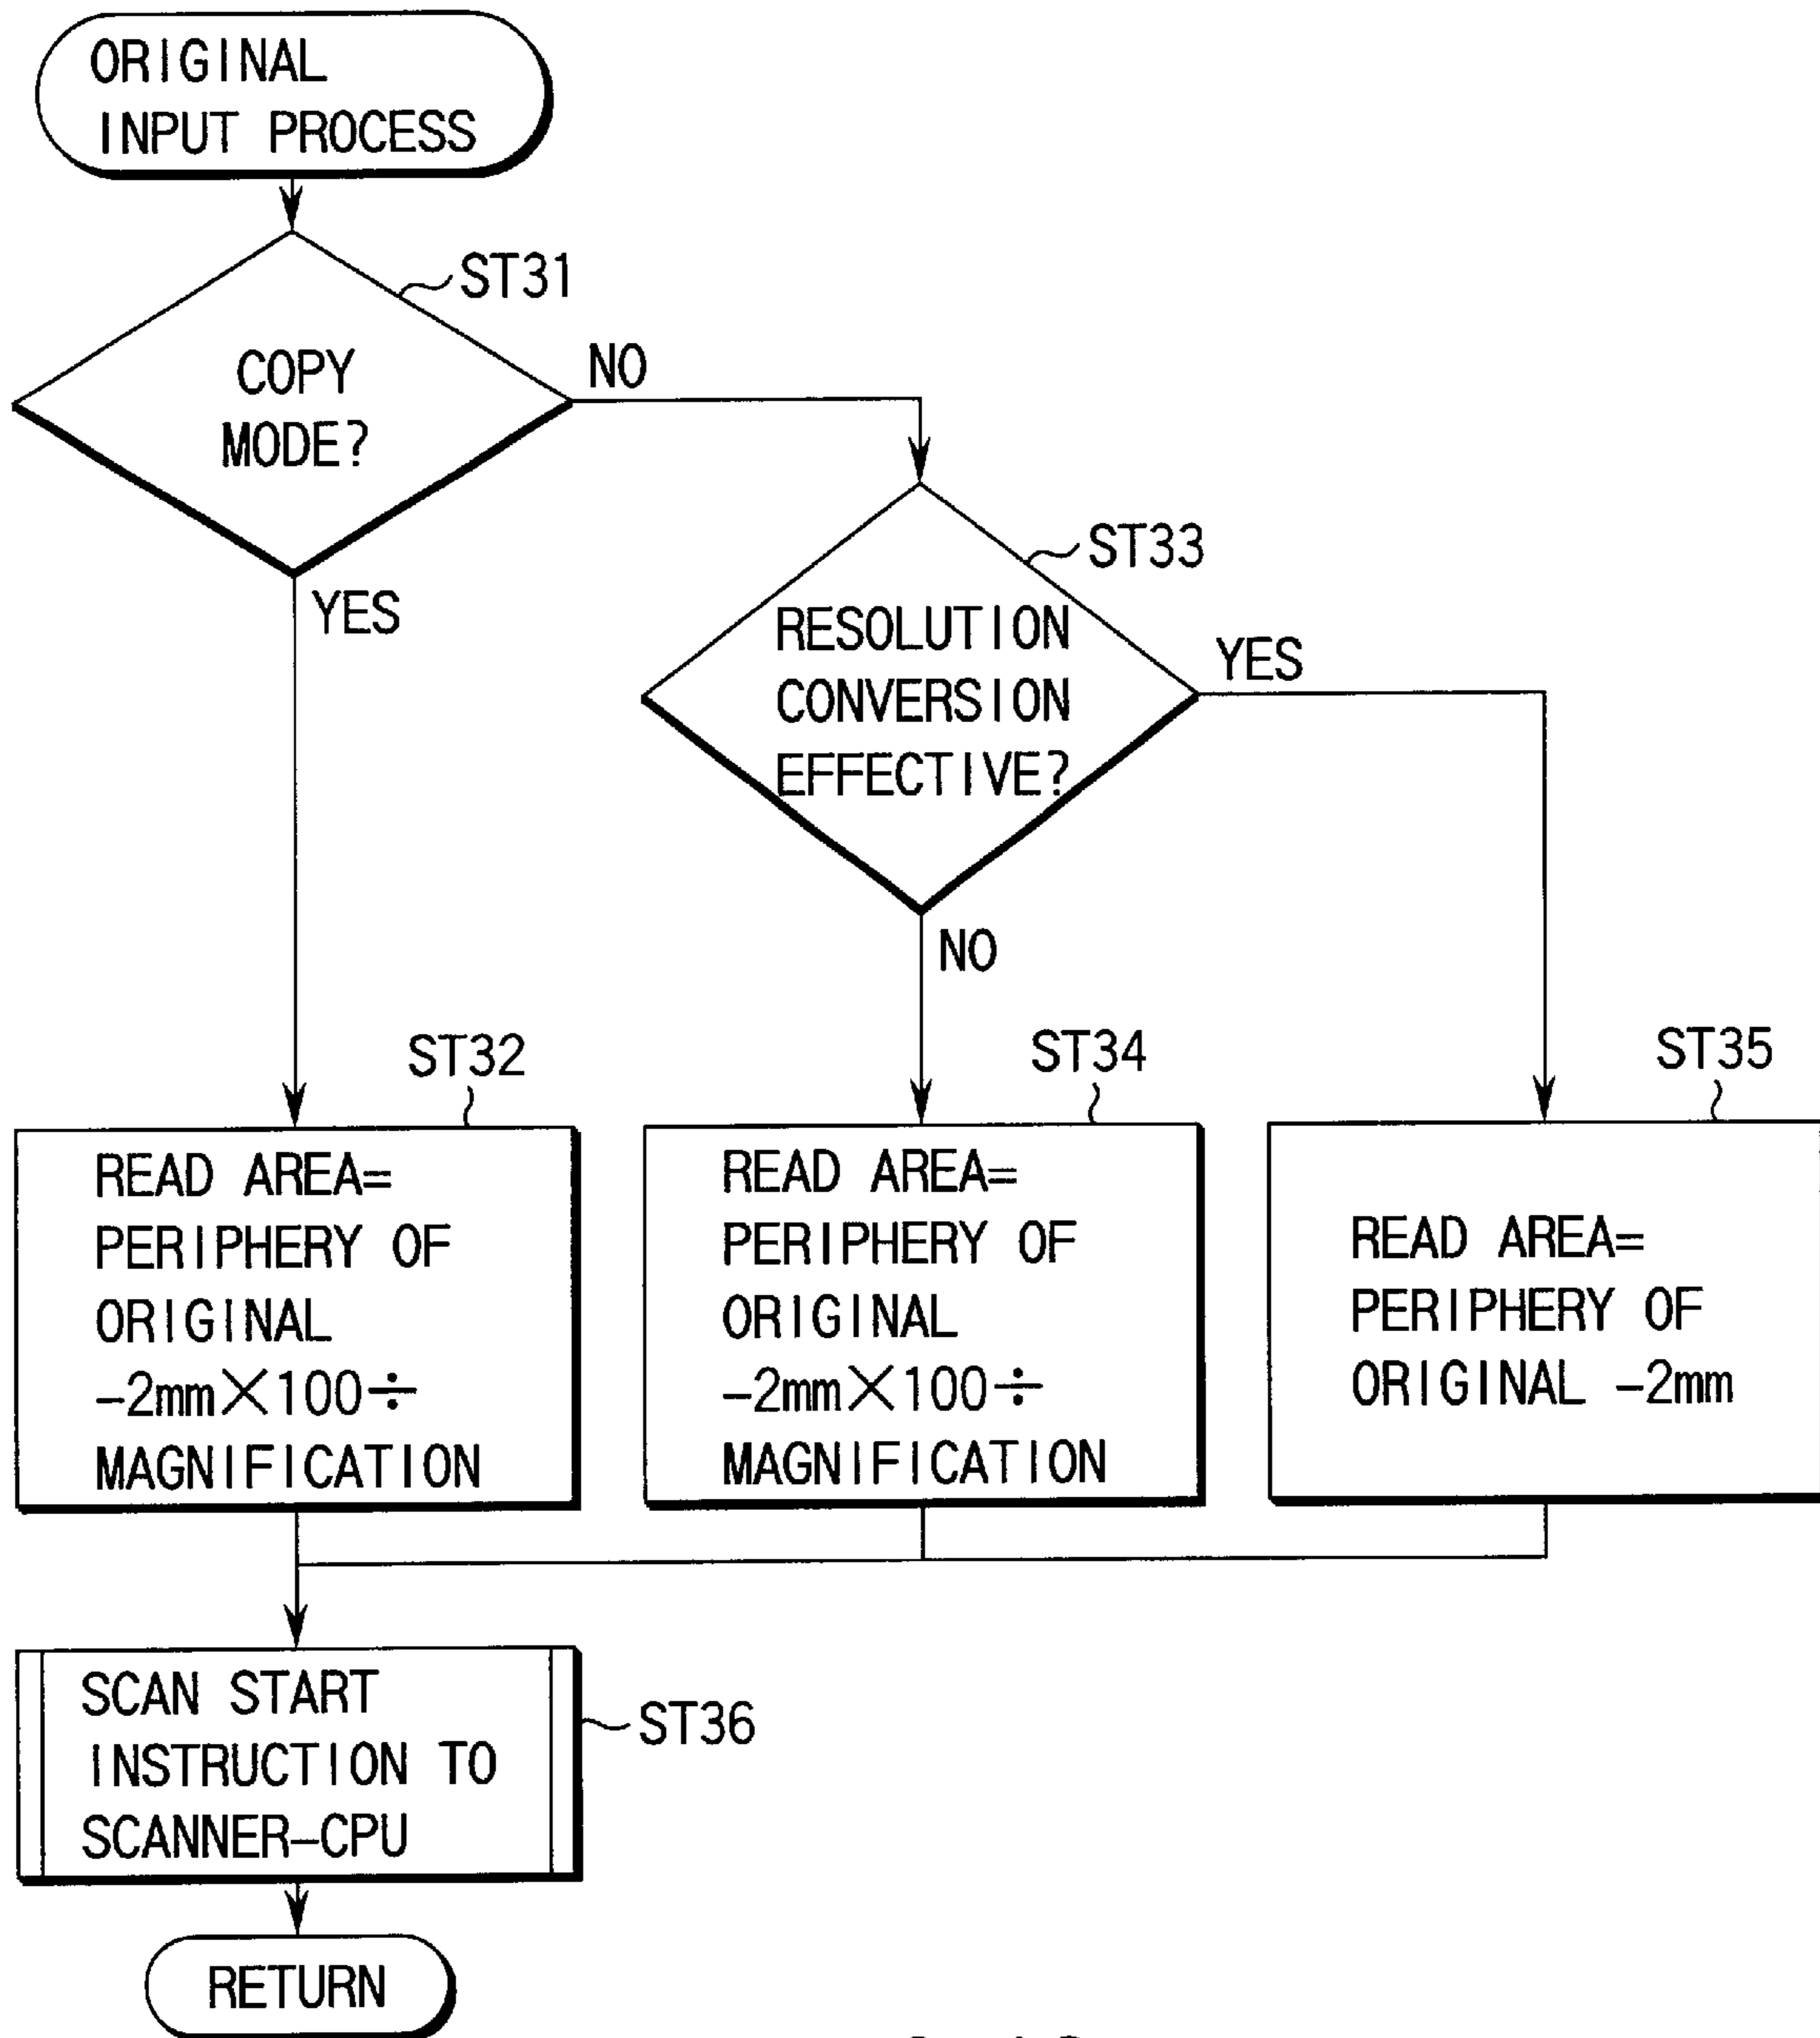 ORIGINAL
INPUT PROCESS
ST31
COPY
MODE?
NO
YES
ST33
RESOLUTION
CONVERSION
EFFECTIVE?
YES
NO
ST32
READ AREA=
PERIPHERY OF
ORIGINAL
-2mm×100÷
MAGNIFICATION
ST34
READ AREA=
PERIPHERY OF
ORIGINAL
-2mm×100÷
MAGNIFICATION
ST35
READ AREA=
PERIPHERY OF
ORIGINAL -2mm
SCAN START
INSTRUCTION TO
SCANNER-CPU
ST36
RETURN